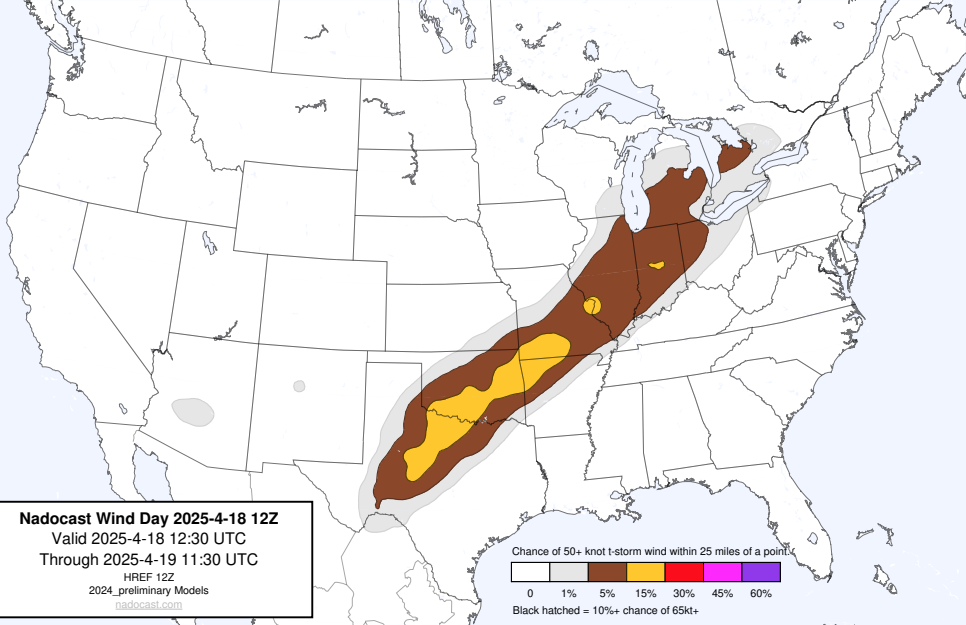 Nadocast Wind Day 2025-4-18 12Z
Valid 2025-4-18 12:30 UTC
Through 2025-4-19 11:30 UTC
HREF 12Z
2024_preliminary Models
nadocast.com
Chance of 50+ knot t-storm wind within 25 miles of a point.
0 1% 5% 15% 30% 45% 60%
Black hatched = 10%+ chance of 65kt+